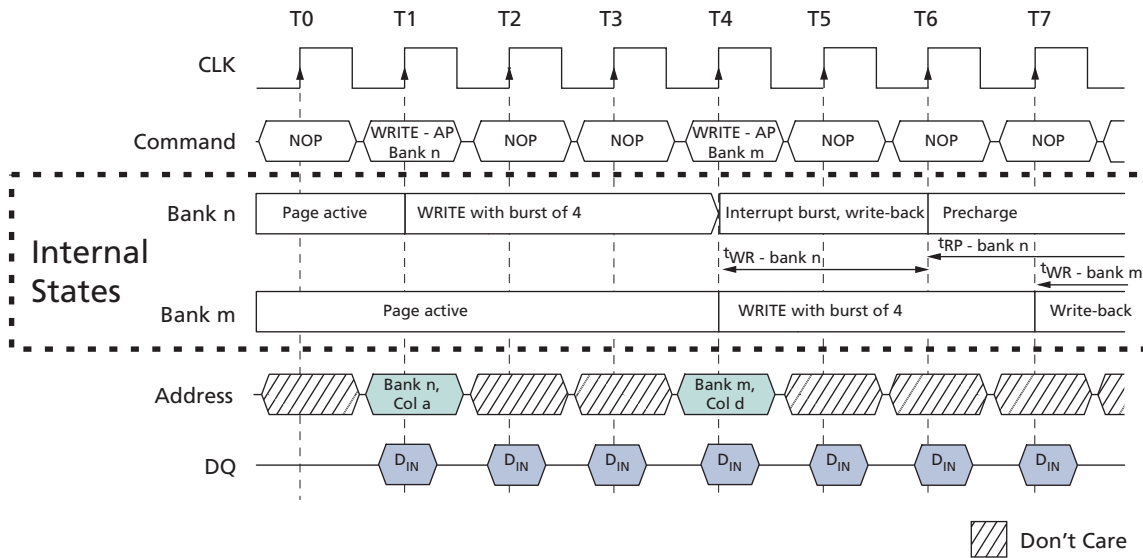 T0 T1 T2 T3 T4 T5 T6 T7
CLK
Command NOP WRITE - AP Bank n NOP NOP WRITE - AP Bank m NOP NOP NOP
Bank n Page active WRITE with burst of 4 Interrupt burst, write-back Precharge
Internal States
tWR - bank n tRP - bank n
tWR - bank m
Bank m Page active WRITE with burst of 4 Write-back
Address Bank n, Col a Bank m, Col d
DQ DIN DIN DIN DIN DIN DIN DIN
Don't Care